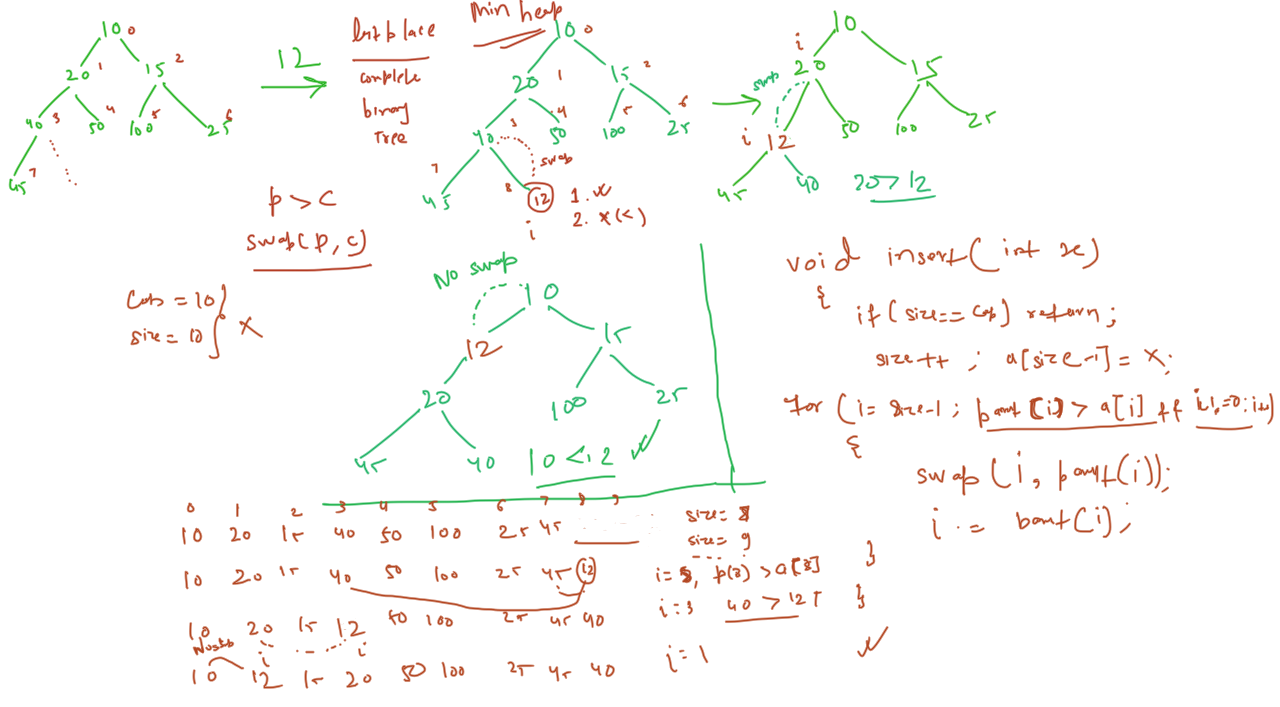 min heap
10 0
20 1 15 2
40 3 50 4 100 5 25 6
45 7
12
complete
binary
Tree
10 0
20 1 15 2
40 3 50 4 100 5 25 6
swap
7 45 8 12
i
1. ✓
2. x (<)
10
i
20 15
swap
i 12 50 100 25
45 40
20 > 12
p > c
swap(p, c)
Cap = 10
size = 10
X
No swap
10
12 15
20 100 25
45 40
10 < 12 ✓
void insert(int x)
{
if(size == cap) return;
size++ ; a[size-1] = x;
for (i = size-1 ; [i] > a[i] && i != 0 ;
{
swap(i, parent(i));
i = parent(i);
}
}
✓
0 1 2 3 4 5 6 7 8 9
10 20 15 40 50 100 25 45
size = 8
size = 9
10 20 15 40 50 100 25 45 12
i = 8, p(8) > a[8]
i = 3 40 > 12
10 20 15 12 50 100 25 45 40
i i
i = 1
10 12 15 20 50 100 25 45 40